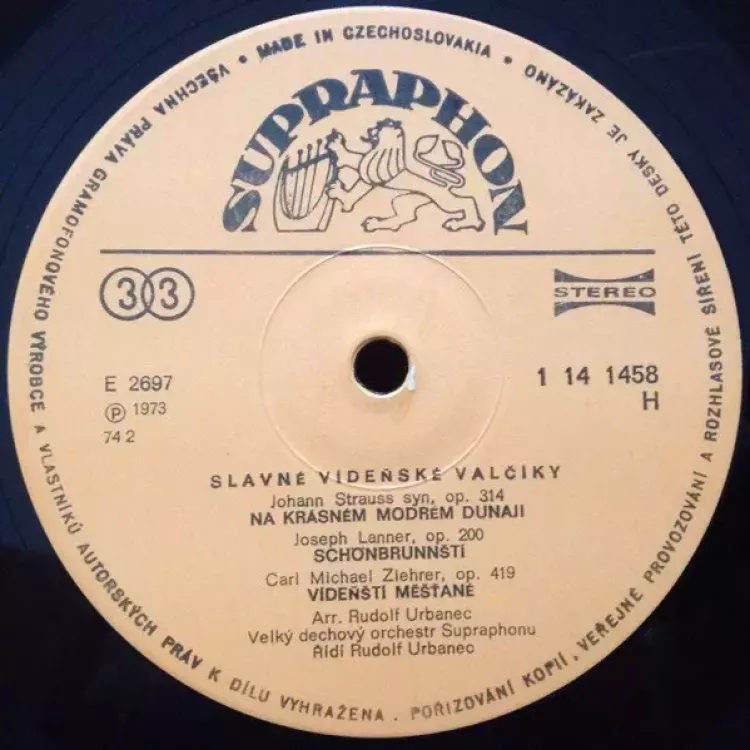 • VŠECHNA PRÁVA GRAMOFONOVÉHO VÝROBCE A VLASTNÍKŮ AUTORSKÝCH PRÁV K DÍLU VYHRAŽENA. POŘIZOVÁNÍ KOPIÍ, VEŘEJNÉ PROVOZOVÁNÍ A ROZHLASOVÉ ŠÍŘENÍ TÉTO DESKY JE ZAKÁZÁNO • MADE IN CZECHOSLOVAKIA
SUPRAPHON
33
STEREO
E 2697
1 14 1458
Ⓟ 1973
H
74 2
SLAVNÉ VÍDEŇSKÉ VALČÍKY
Johann Strauss syn, op. 314
NA KRÁSNÉM MODRÉM DUNAJI
Joseph Lanner, op. 200
SCHÖNBRUNNŠTÍ
Carl Michael Ziehrer, op. 419
VÍDEŇŠTÍ MĚŠŤANÉ
Arr. Rudolf Urbanec
Velký dechový orchestr Supraphonu
Řídí Rudolf Urbanec